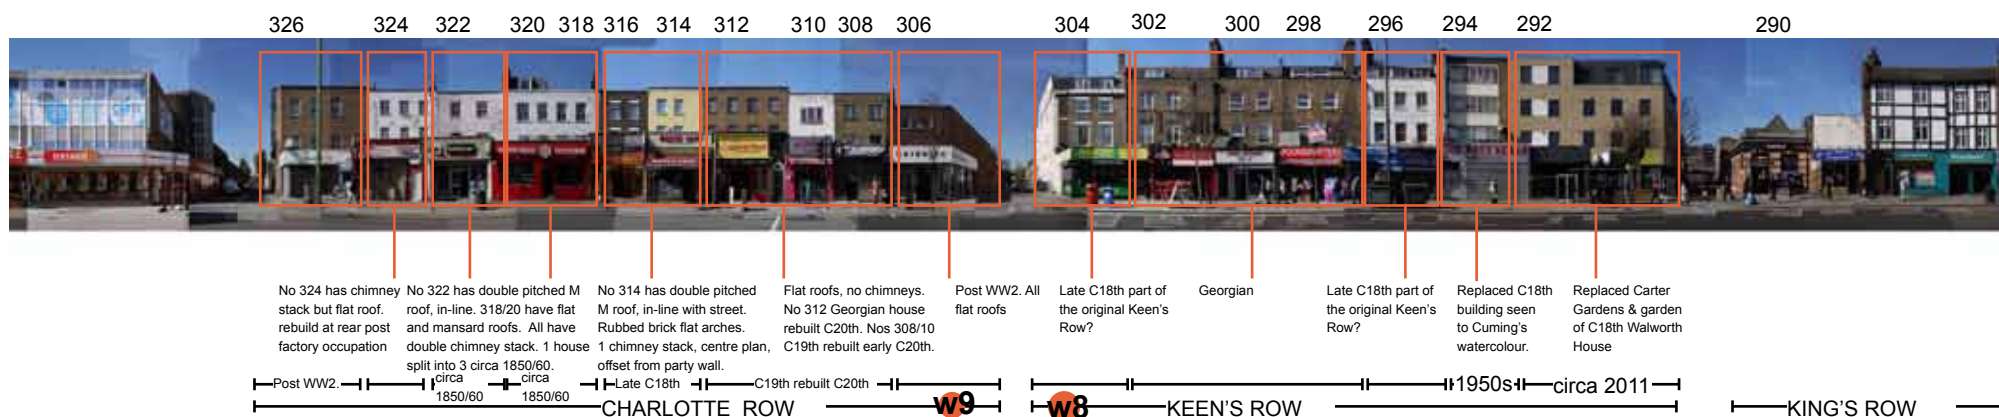 326 324 322 320 318 316 314 312 310 308 306 304 302 300 298 296 294 292 290
No 324 has chimney
stack but flat roof.
rebuild at rear post
factory occupation
No 322 has double pitched M
roof, in-line. 318/20 have flat
and mansard roofs. All have
double chimney stack. 1 house
split into 3 circa 1850/60.
No 314 has double pitched
M roof, in-line with street.
Rubbed brick flat arches.
1 chimney stack, centre plan,
offset from party wall.
Flat roofs, no chimneys.
No 312 Georgian house
rebuilt C20th. Nos 308/10
C19th rebuilt early C20th.
Post WW2. All
flat roofs
Late C18th part of
the original Keen's
Row?
Georgian
Late C18th part of
the original Keen's
Row?
Replaced C18th
building seen
to Cuming's
watercolour.
Replaced Carter
Gardens & garden
of C18th Walworth
House
Post WW2.
circa
1850/60
circa
1850/60
Late C18th
C19th rebuilt C20th
1950s
circa 2011
CHARLOTTE ROW
w9
w8
KEEN'S ROW
KING'S ROW